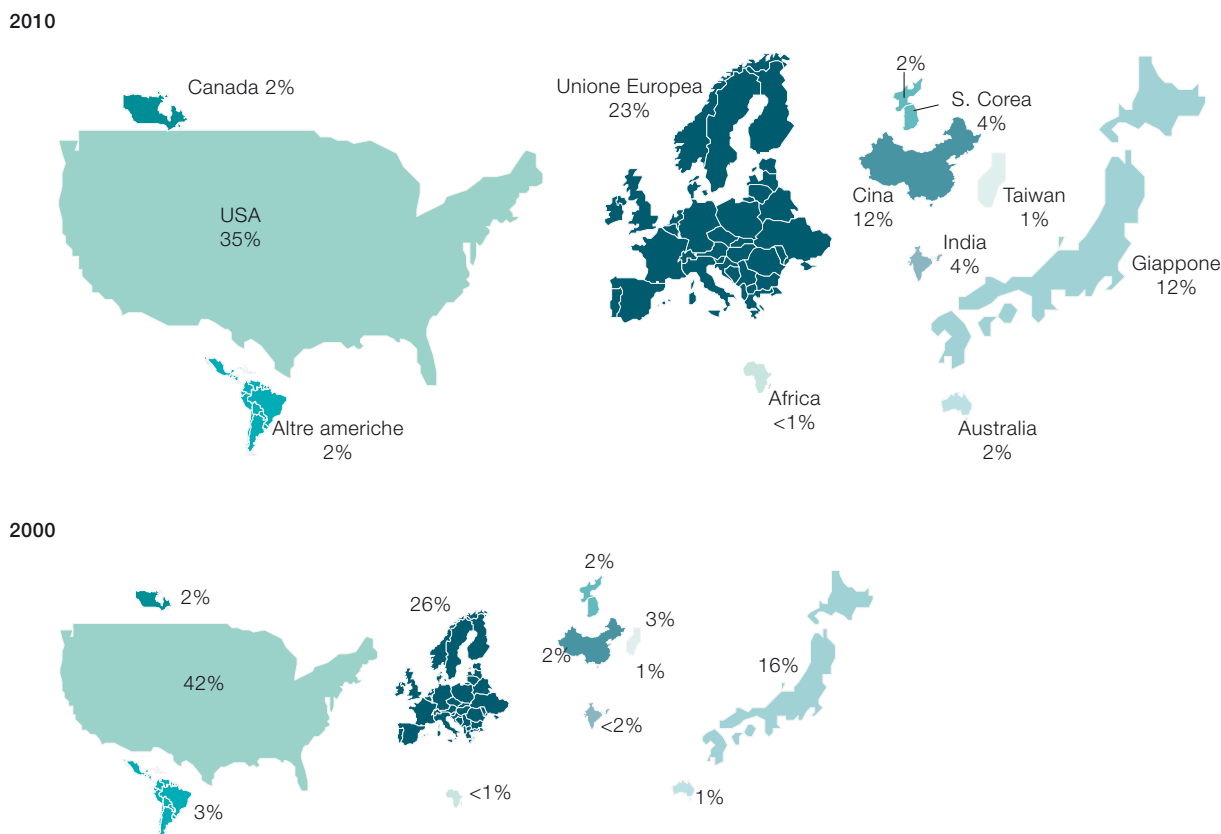 2010
Canada 2%
USA
35%
Altre americhe
2%
Unione Europea
23%
Africa
<1%
2%
S. Corea
4%
Cina
12%
Taiwan
1%
India
4%
Giappone
12%
Australia
2%
2000
2%
42%
3%
26%
<1%
2%
3%
2%
1%
<2%
16%
1%